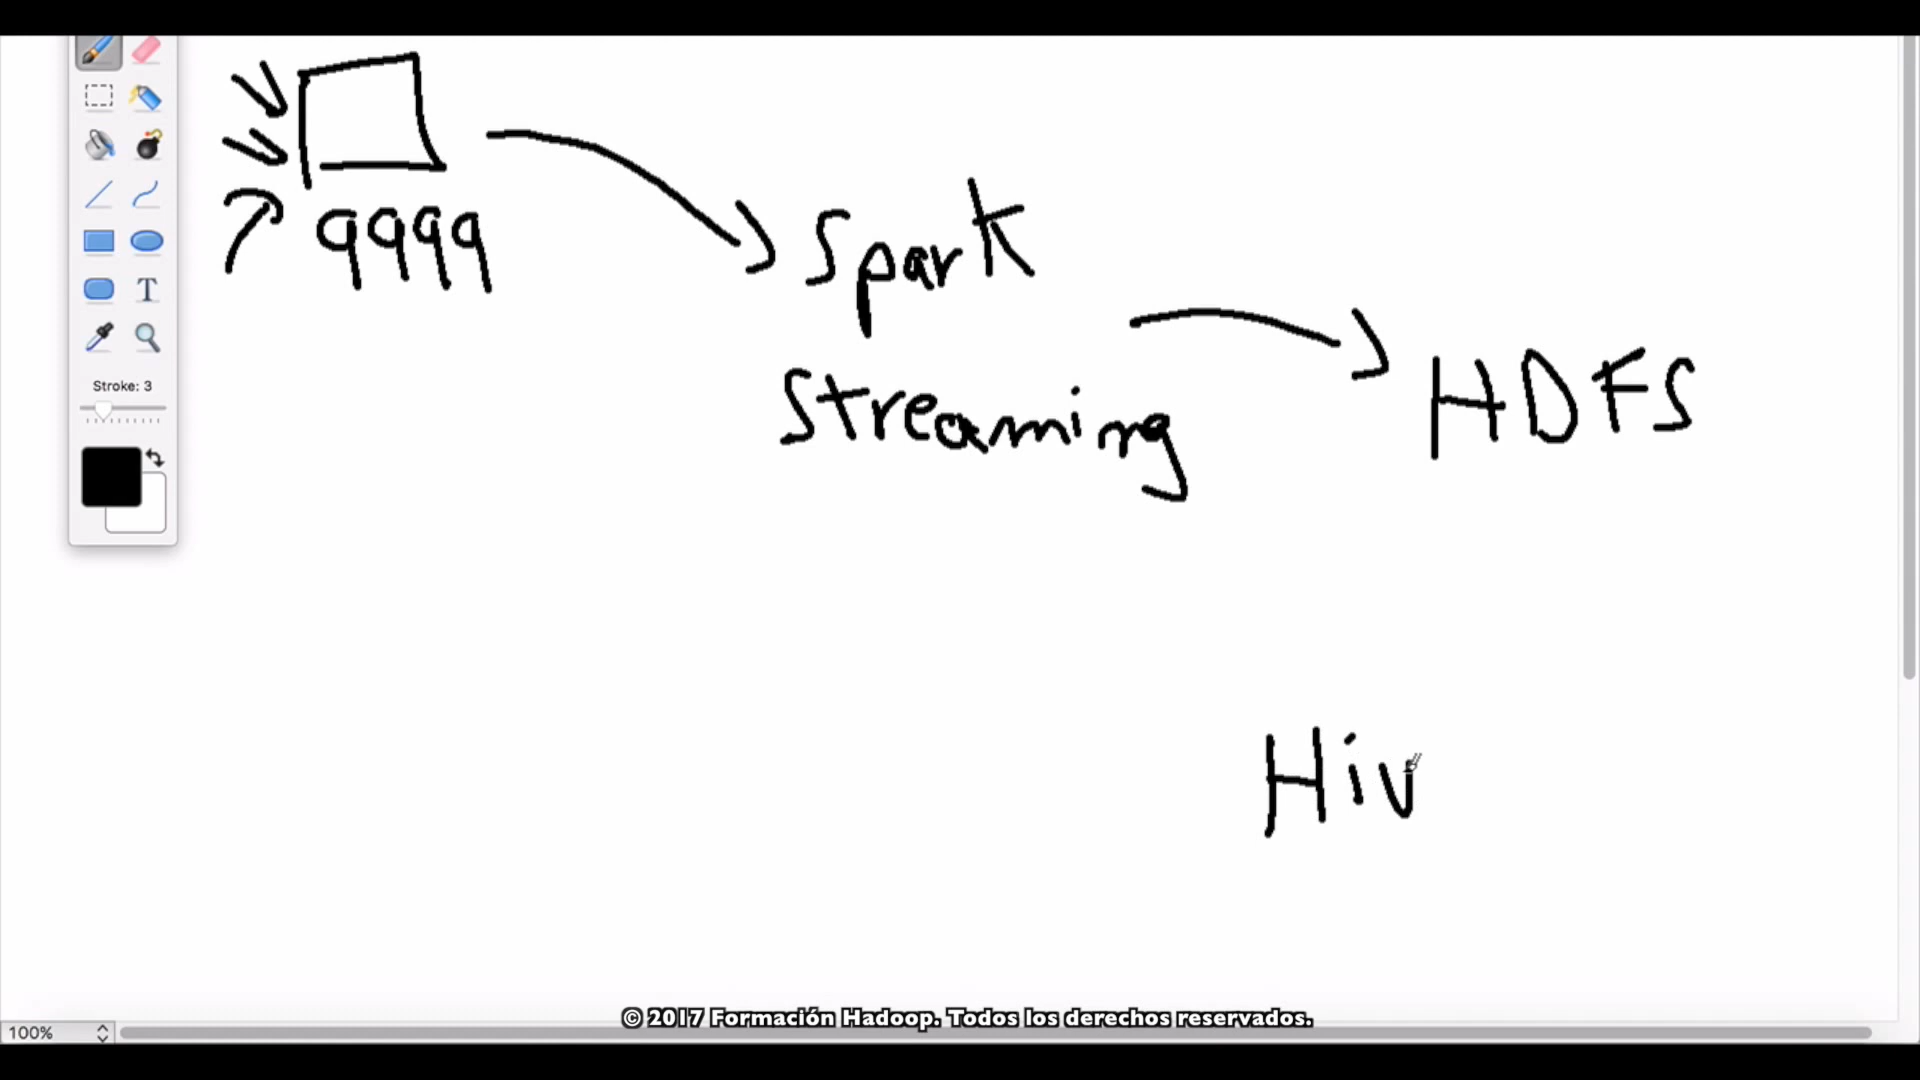 9999
Spark
Streaming
HDFS
Stroke: 3
T
Hiv
© 2017 Formación Hadoop. Todos los derechos reservados.
100%